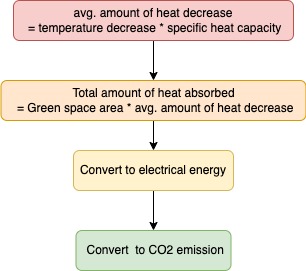 avg. amount of heat decrease
= temperature decrease * specific heat capacity
Total amount of heat absorbed
= Green space area * avg. amount of heat decrease
Convert to electrical energy
Convert to CO2 emission